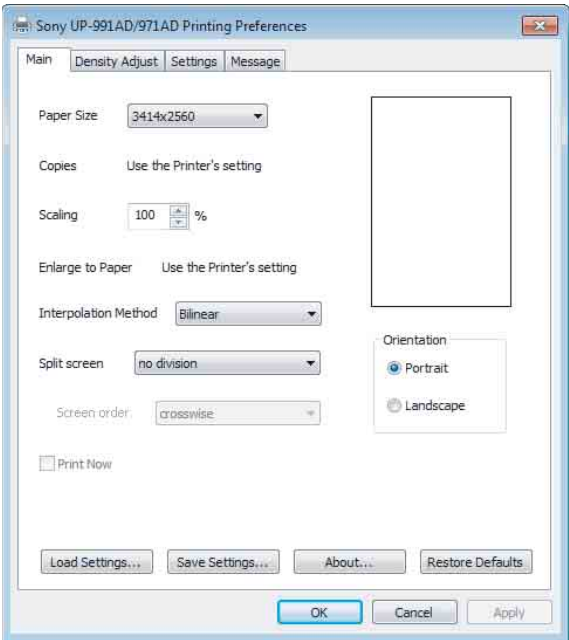 Sony UP-991AD/971AD Printing Preferences
Main Density Adjust Settings Message
Paper Size 3414x2560
Copies Use the Printer's setting
Scaling 100 %
Enlarge to Paper Use the Printer's setting
Interpolation Method Bilinear
Orientation
Split screen no division
Portrait
Landscape
Screen order crosswise
Print Now
Load Settings... Save Settings... About... Restore Defaults
OK Cancel Apply